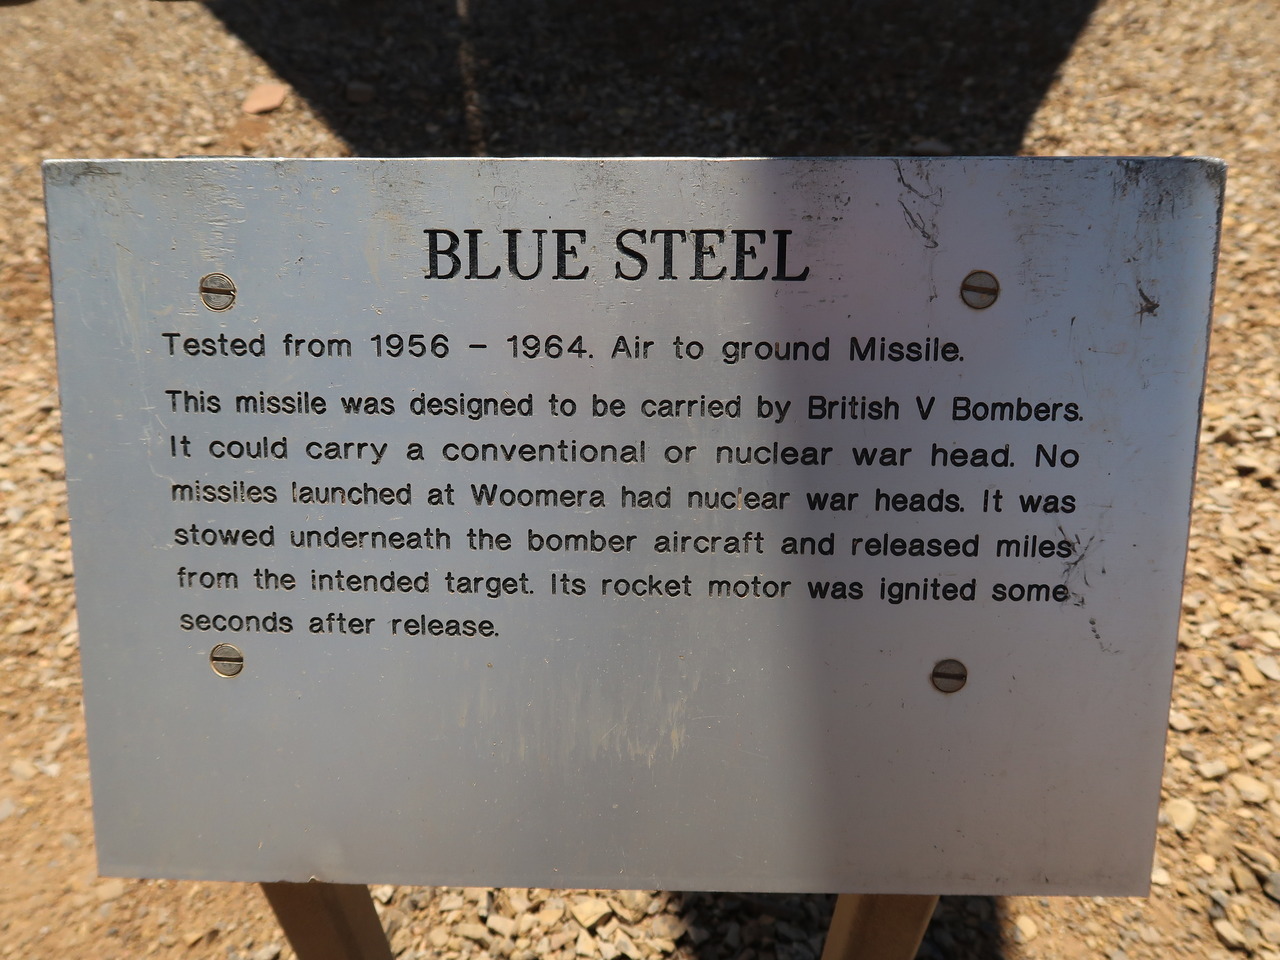 BLUE STEEL
Tested from 1956 - 1964. Air to ground Missile.
This missile was designed to be carried by British V Bombers.
It could carry a conventional or nuclear war head. No
missiles launched at Woomera had nuclear war heads. It was
stowed underneath the bomber aircraft and released miles
from the intended target. Its rocket motor was ignited some
seconds after release.